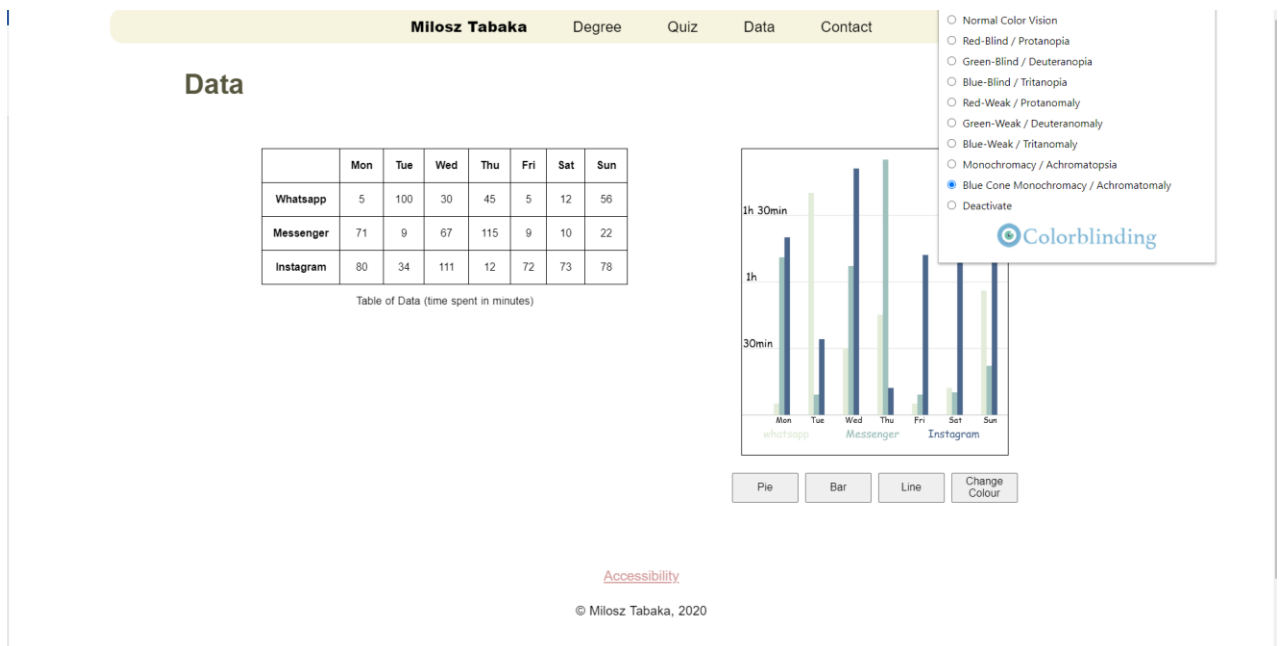 Milosz Tabaka Degree Quiz Data Contact
Normal Color Vision
Red-Blind / Protanopia
Green-Blind / Deuteranopia
Blue-Blind / Tritanopia
Red-Weak / Protanomaly
Green-Weak / Deuteranomaly
Blue-Weak / Tritanomaly
Monochromacy / Achromatopsia
Blue Cone Monochromacy / Achromatomaly
Deactivate
Colorblinding
Data
Mon Tue Wed Thu Fri Sat Sun
Whatsapp 5 100 30 45 5 12 56
Messenger 71 9 67 115 9 10 22
Instagram 80 34 111 12 72 73 78
Table of Data (time spent in minutes)
1h 30min
1h
30min
Mon Tue Wed Thu Fri Sat Sun
whatsapp Messenger Instagram
Pie Bar Line Change
Colour
Accessibility
© Milosz Tabaka, 2020